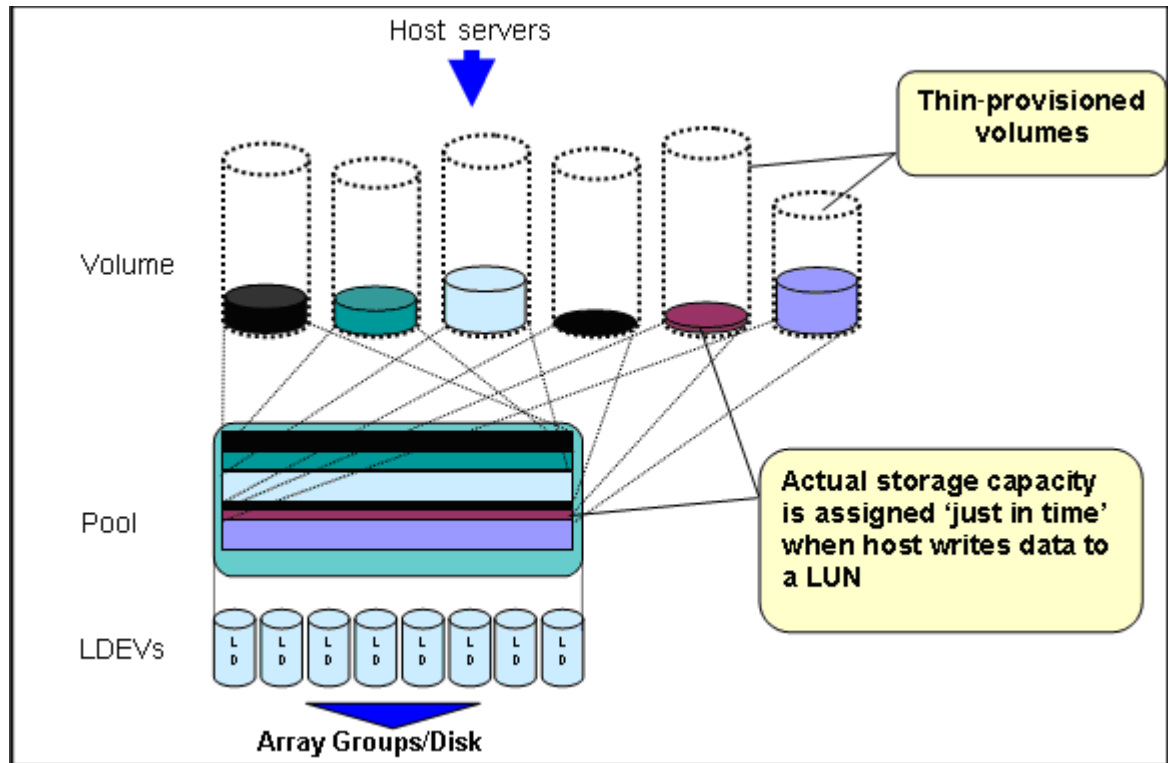 Host servers
Thin-provisioned
volumes
Volume
Actual storage capacity
is assigned ‘just in time’
when host writes data to
a LUN
Pool
LDEVs
L D
L D
L D
L D
L D
L D
L D
L D
Array Groups/Disk